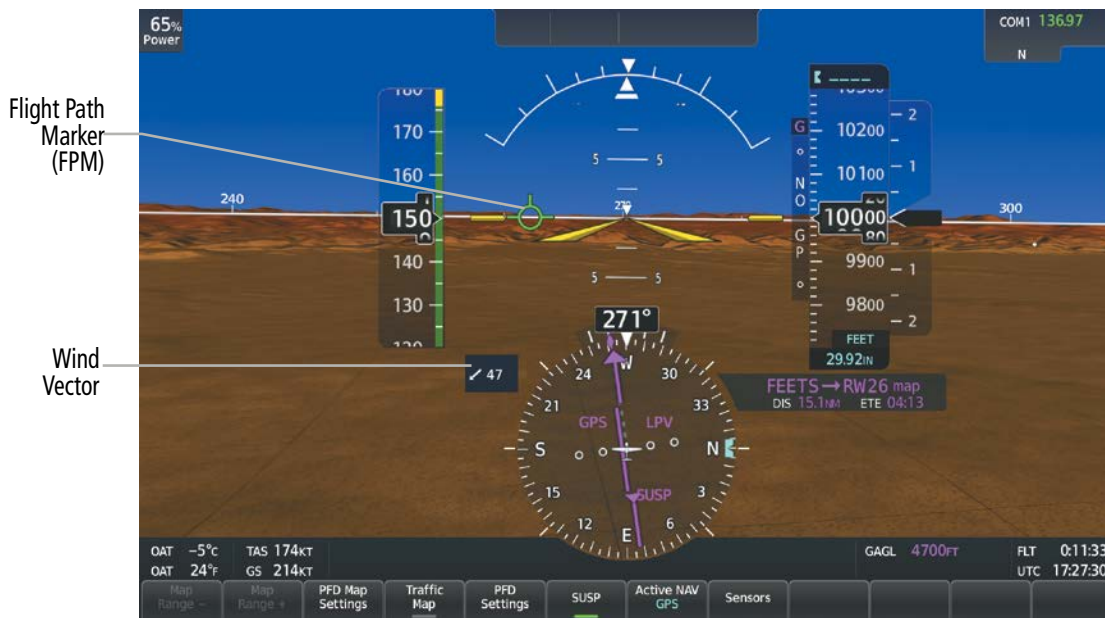 65%
Power
COM1 136.97
N
Flight Path
Marker
(FPM)
170
160
150
140
130
240
300
5 5
5 5
G
N
O
G
P
10200
10100
10000
80
9900
9800
2
1
1
2
FEET
29.92IN
271°
Wind
Vector
47
FEETS→RW26 map
DIS 15.1NM ETE 04:13
W
30
33
N
3
6
E
12
15
S
21
24
GPS LPV
SUSP
OAT -5°C TAS 174KT GAGL 4700FT FLT 0:11:33
OAT 24°F GS 214KT UTC 17:27:30
Map
Range -
Map
Range +
PFD Map
Settings
Traffic
Map
PFD
Settings
SUSP
Active NAV
GPS
Sensors